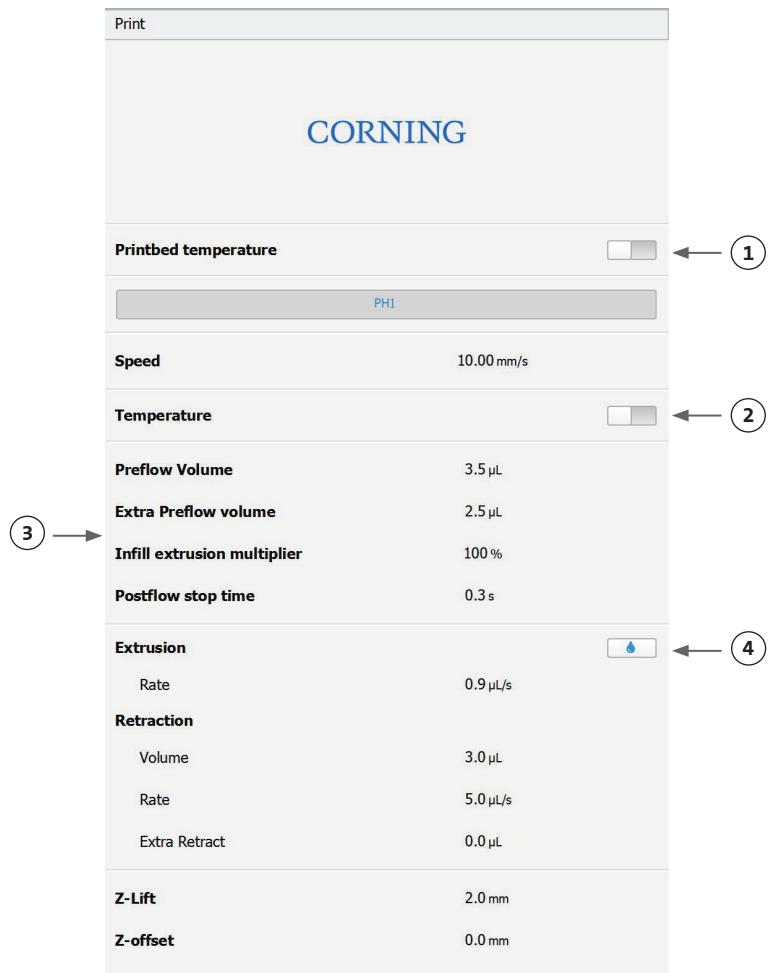 Print
CORNING
Printbed temperature
1
PH1
Speed 10.00 mm/s
Temperature
2
Preflow Volume 3.5 µL
Extra Preflow volume 2.5 µL
3
Infill extrusion multiplier 100 %
Postflow stop time 0.3 s
Extrusion
4
Rate 0.9 µL/s
Retraction
Volume 3.0 µL
Rate 5.0 µL/s
Extra Retract 0.0 µL
Z-Lift 2.0 mm
Z-offset 0.0 mm